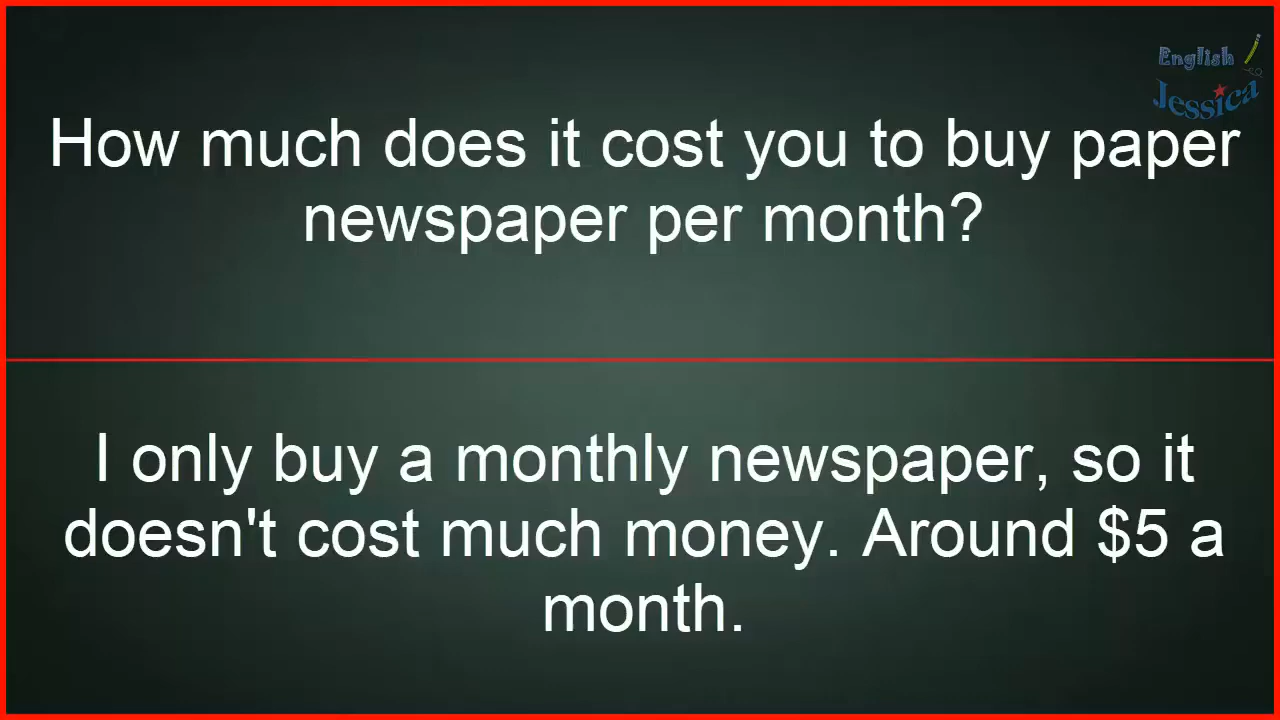 English
Jessica
How much does it cost you to buy paper
newspaper per month?
I only buy a monthly newspaper, so it
doesn't cost much money. Around $5 a
month.